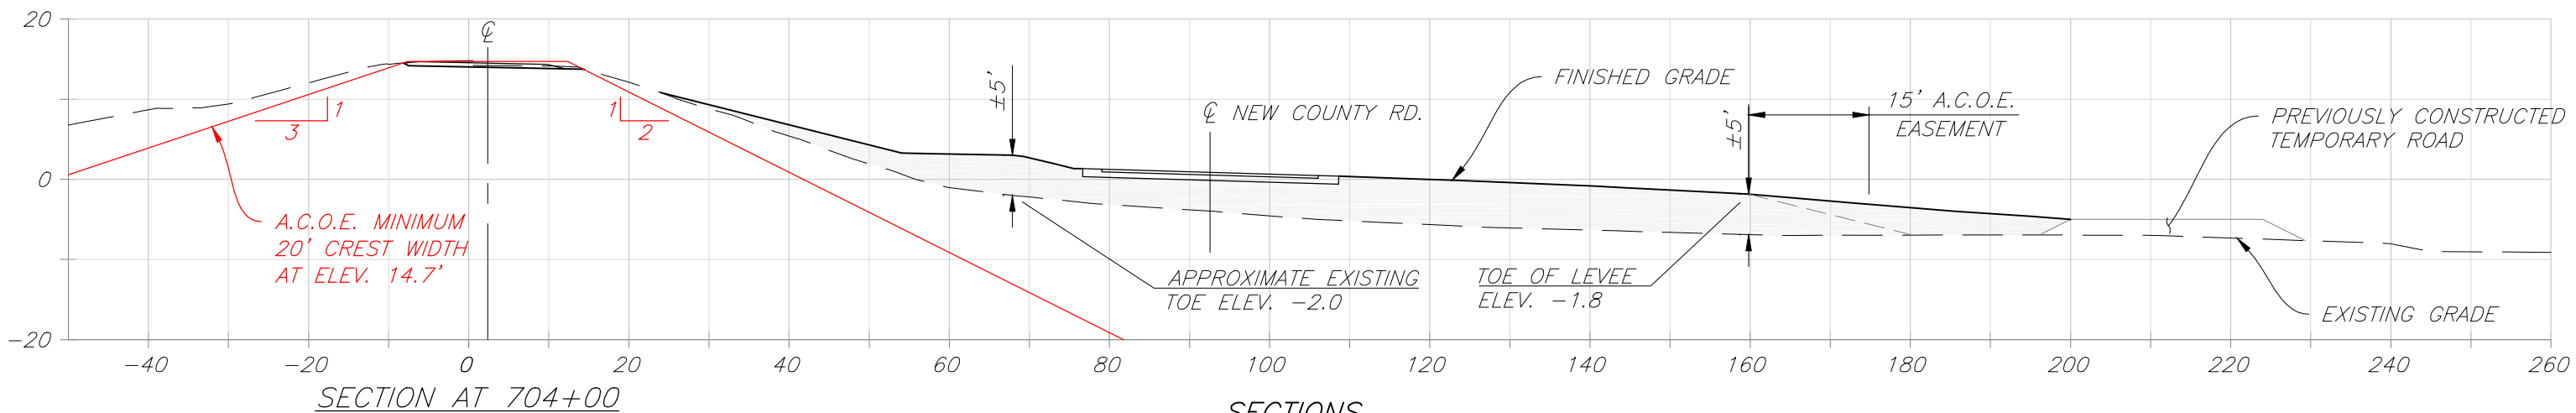 20
0
-20
℄
1
3
1
2
A.C.O.E. MINIMUM
20' CREST WIDTH
AT ELEV. 14.7'
±5'
℄ NEW COUNTY RD.
FINISHED GRADE
±5'
15' A.C.O.E.
EASEMENT
PREVIOUSLY CONSTRUCTED
TEMPORARY ROAD
APPROXIMATE EXISTING
TOE ELEV. -2.0
TOE OF LEVEE
ELEV. -1.8
EXISTING GRADE
-40 -20 0 20 40 60 80 100 120 140 160 180 200 220 240 260
SECTION AT 704+00
SECTIONS